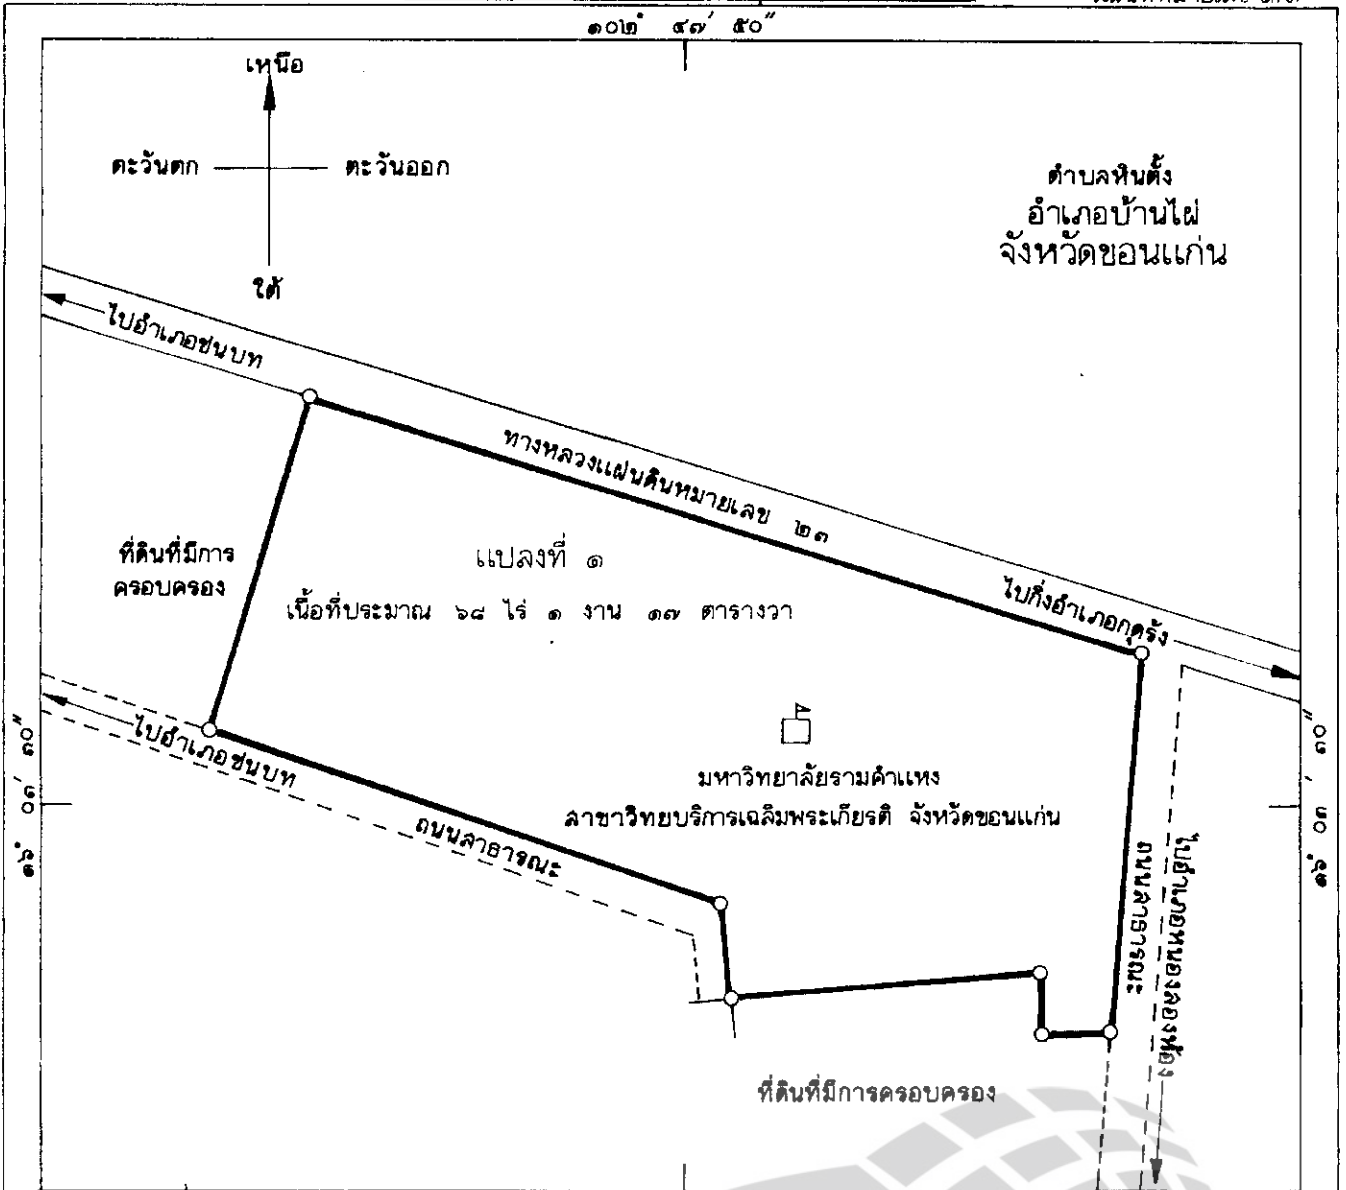 ๑๐๒° ๔๗′ ๕๐″
เหนือ
ตะวันตก
ตะวันออก
ใต้
ตำบลหินตั้ง
อำเภอบ้านไผ่
จังหวัดขอนแก่น
ไปอำเภอชนบท
ทางหลวงแผ่นดินหมายเลข ๒๓
ไปกิ่งอำเภอกุดรัง
ที่ดินที่มีการ
ครอบครอง
แปลงที่ ๑
เนื้อที่ประมาณ ๖๘ ไร่ ๑ งาน ๑๗ ตารางวา
มหาวิทยาลัยรามคำแหง
สาขาวิทยบริการเฉลิมพระเกียรติ จังหวัดขอนแก่น
ไปอำเภอชนบท
ถนนสาธารณะ
ถนนสาธารณะ
ไปอำเภอหนองสองห้อง
ที่ดินที่มีการครอบครอง